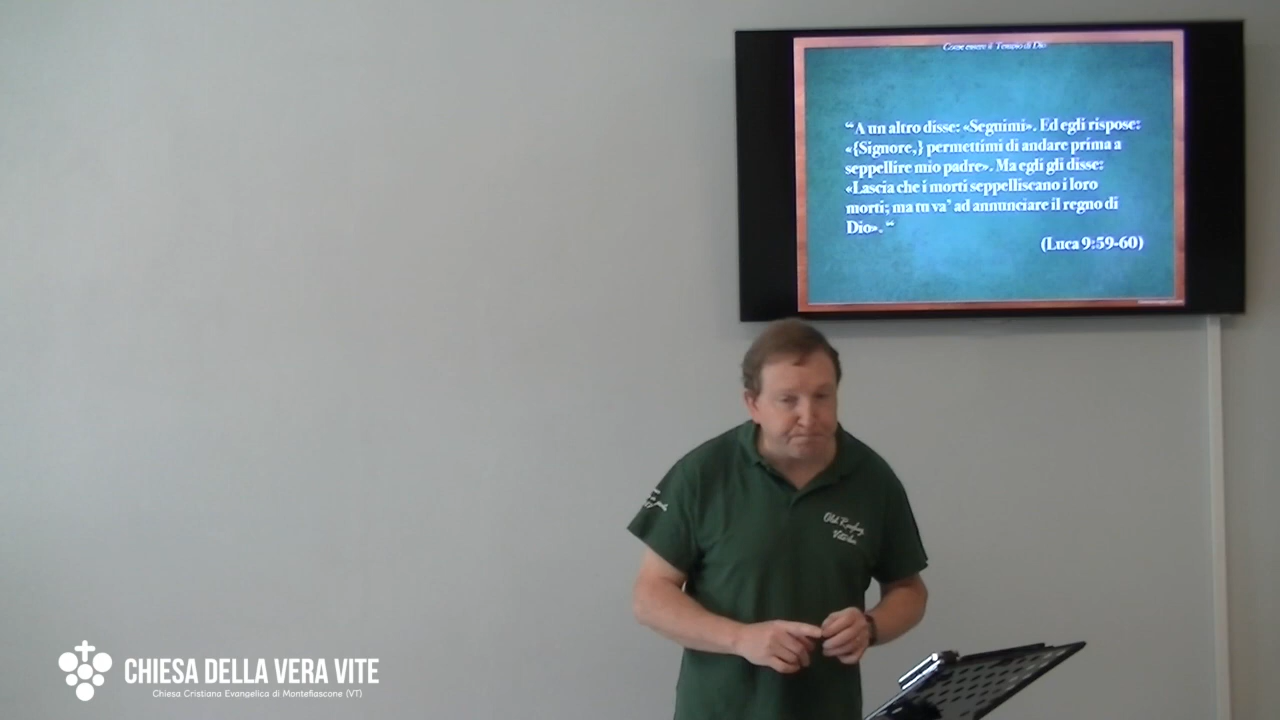 Come essere il Tempio di Dio
“A un altro disse: «Seguimi». Ed egli rispose:
«{Signore,} permettimi di andare prima a
seppellire mio padre». Ma egli gli disse:
«Lascia che i morti seppelliscano i loro
morti; ma tu va’ ad annunciare il regno di
Dio». “
(Luca 9:59-60)
Old Rugby
CHIESA DELLA VERA VITE
Chiesa Cristiana Evangelica di Montefiascone (VT)